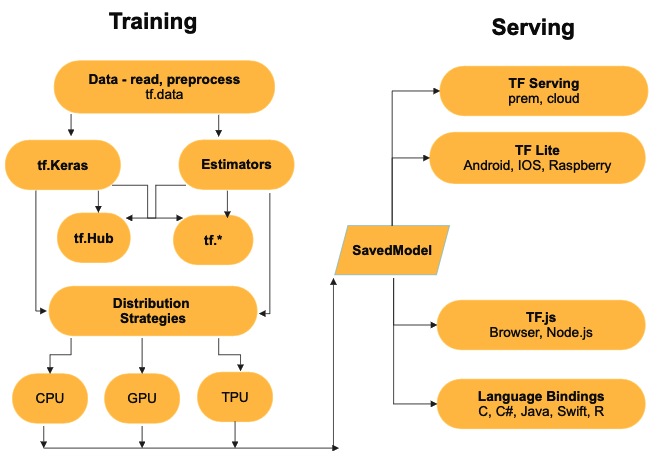 Training
Data - read, preprocess
tf.data
tf.Keras
Estimators
tf.Hub
tf.*
Distribution
Strategies
CPU
GPU
TPU
Serving
TF Serving
prem, cloud
TF Lite
Android, IOS, Raspberry
SavedModel
TF.js
Browser, Node.js
Language Bindings
C, C#, Java, Swift, R